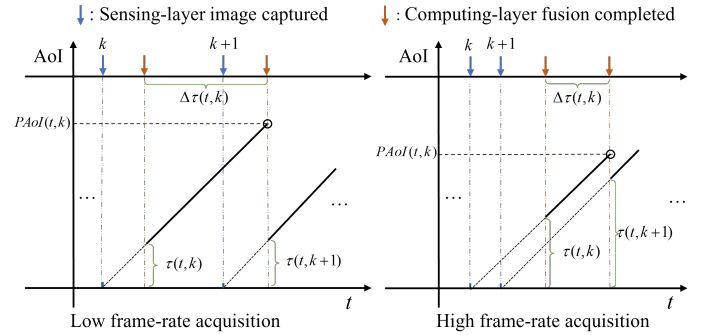 : Sensing-layer image captured
: Computing-layer fusion completed
AoI
k
k+1
Δτ(t,k)
PAoI(t,k)
...
τ(t,k)
τ(t,k+1)
...
t
Low frame-rate acquisition
AoI
k
k+1
Δτ(t,k)
PAoI(t,k)
...
τ(t,k)
τ(t,k+1)
...
t
High frame-rate acquisition